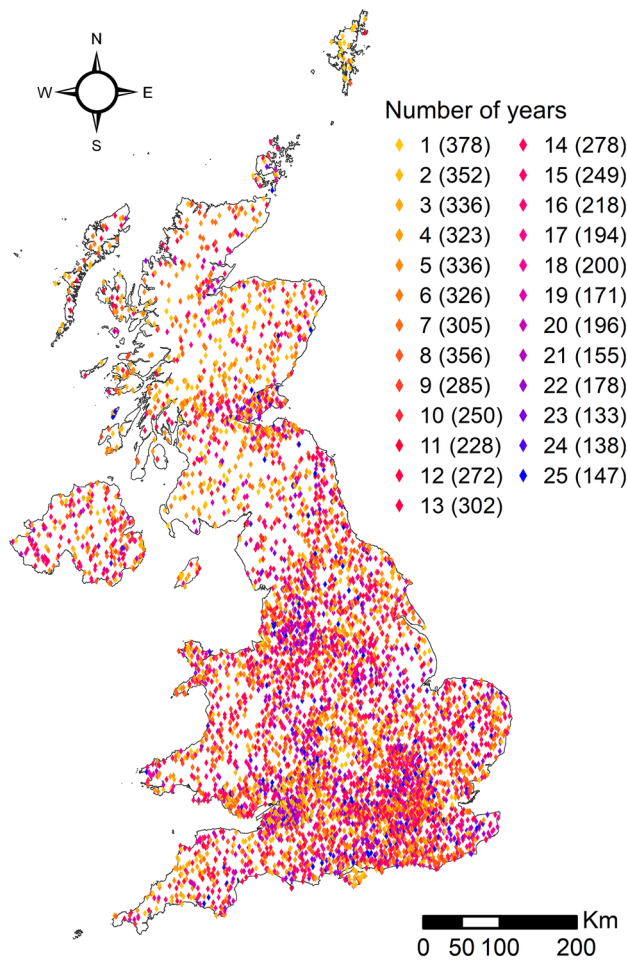 N
W E
S
Number of years
1 (378) 14 (278)
2 (352) 15 (249)
3 (336) 16 (218)
4 (323) 17 (194)
5 (336) 18 (200)
6 (326) 19 (171)
7 (305) 20 (196)
8 (356) 21 (155)
9 (285) 22 (178)
10 (250) 23 (133)
11 (228) 24 (138)
12 (272) 25 (147)
13 (302)
Km
0 50 100 200